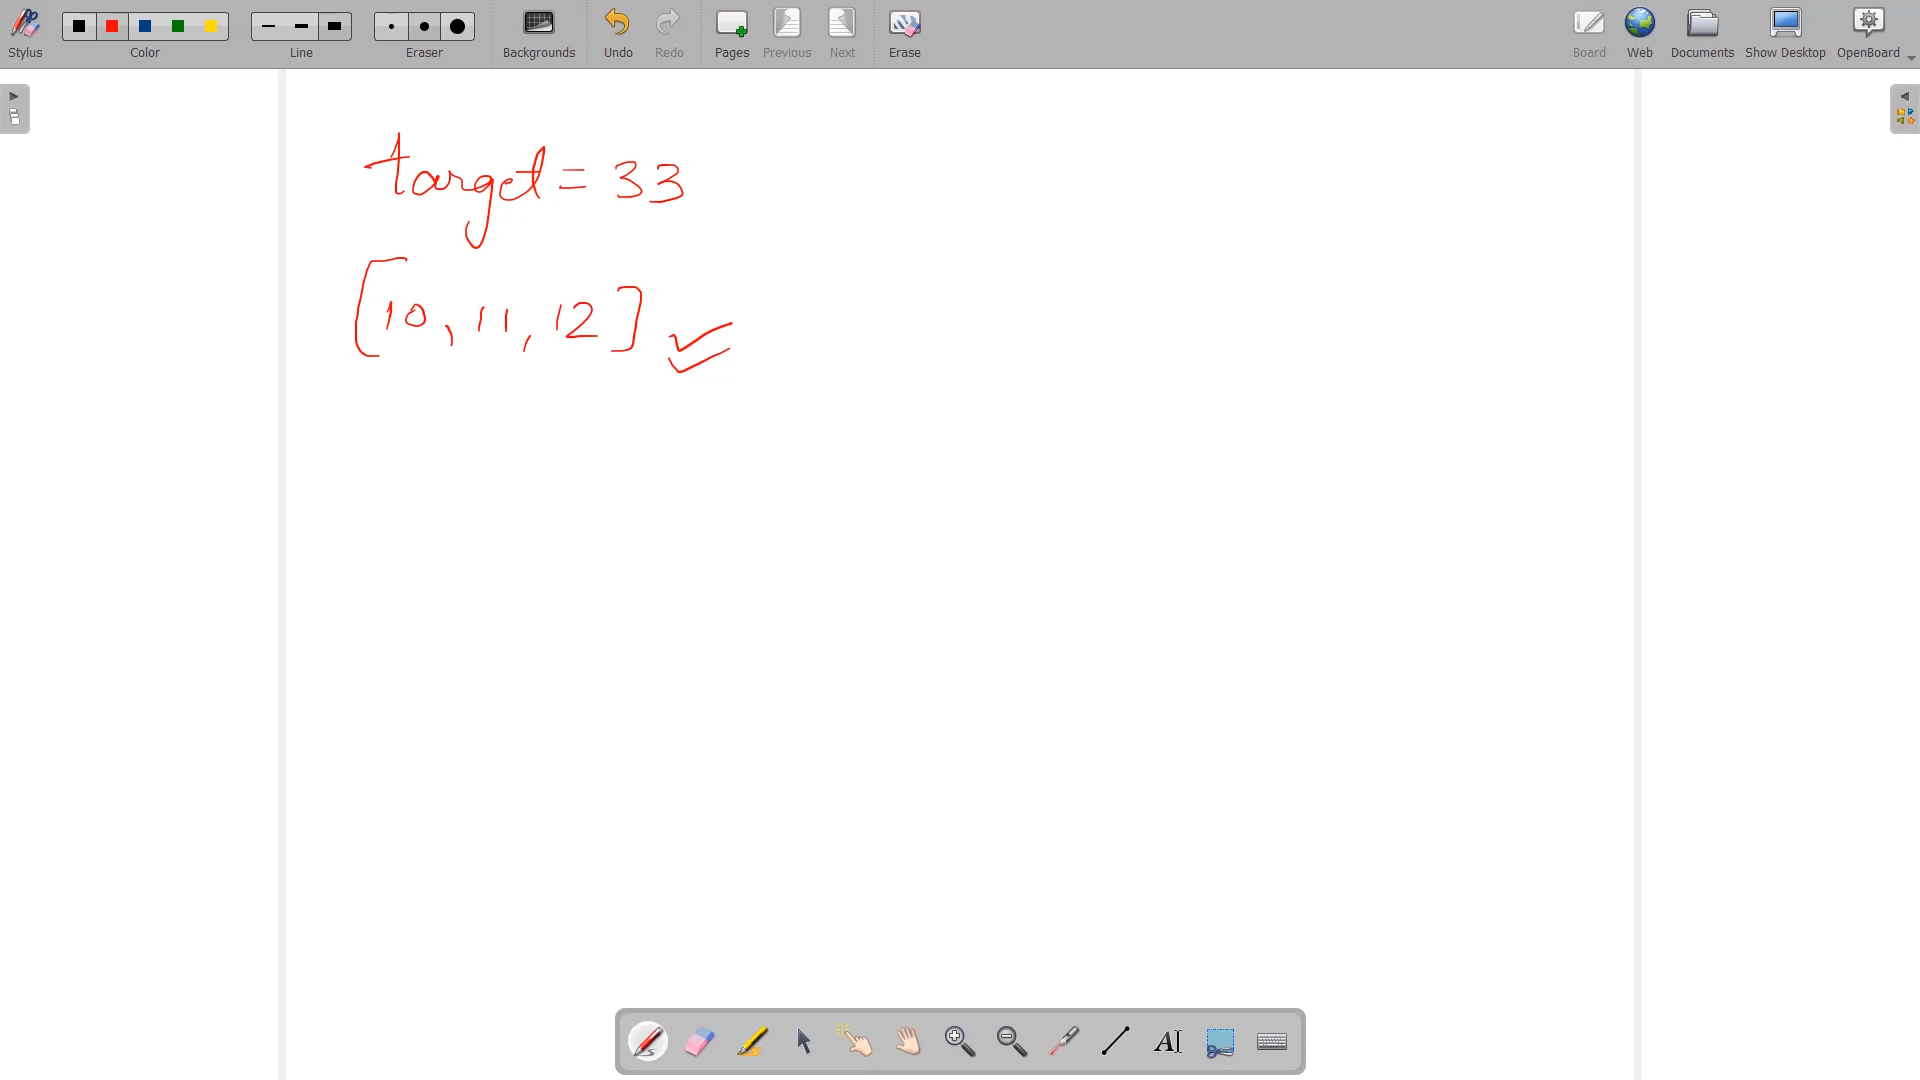 Stylus Color Line Eraser Backgrounds Undo Redo Pages Previous Next Erase Board Web Documents Show Desktop OpenBoard
target = 33
[10, 11, 12]
A